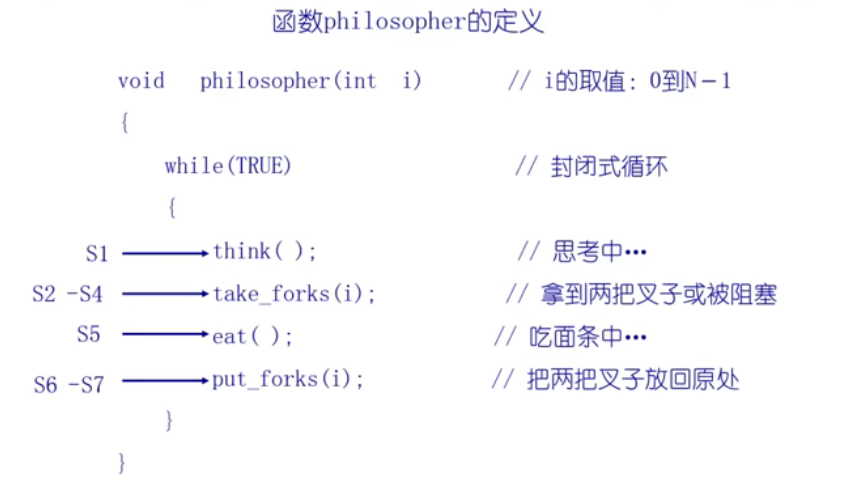 函数philosopher的定义
void philosopher(int i) // i的取值: 0到N-1
{
while(TRUE) // 封闭式循环
{
S1 think( ); // 思考中…
S2 -S4 take_forks(i); // 拿到两把叉子或被阻塞
S5 eat( ); // 吃面条中…
S6 -S7 put_forks(i); // 把两把叉子放回原处
}
}